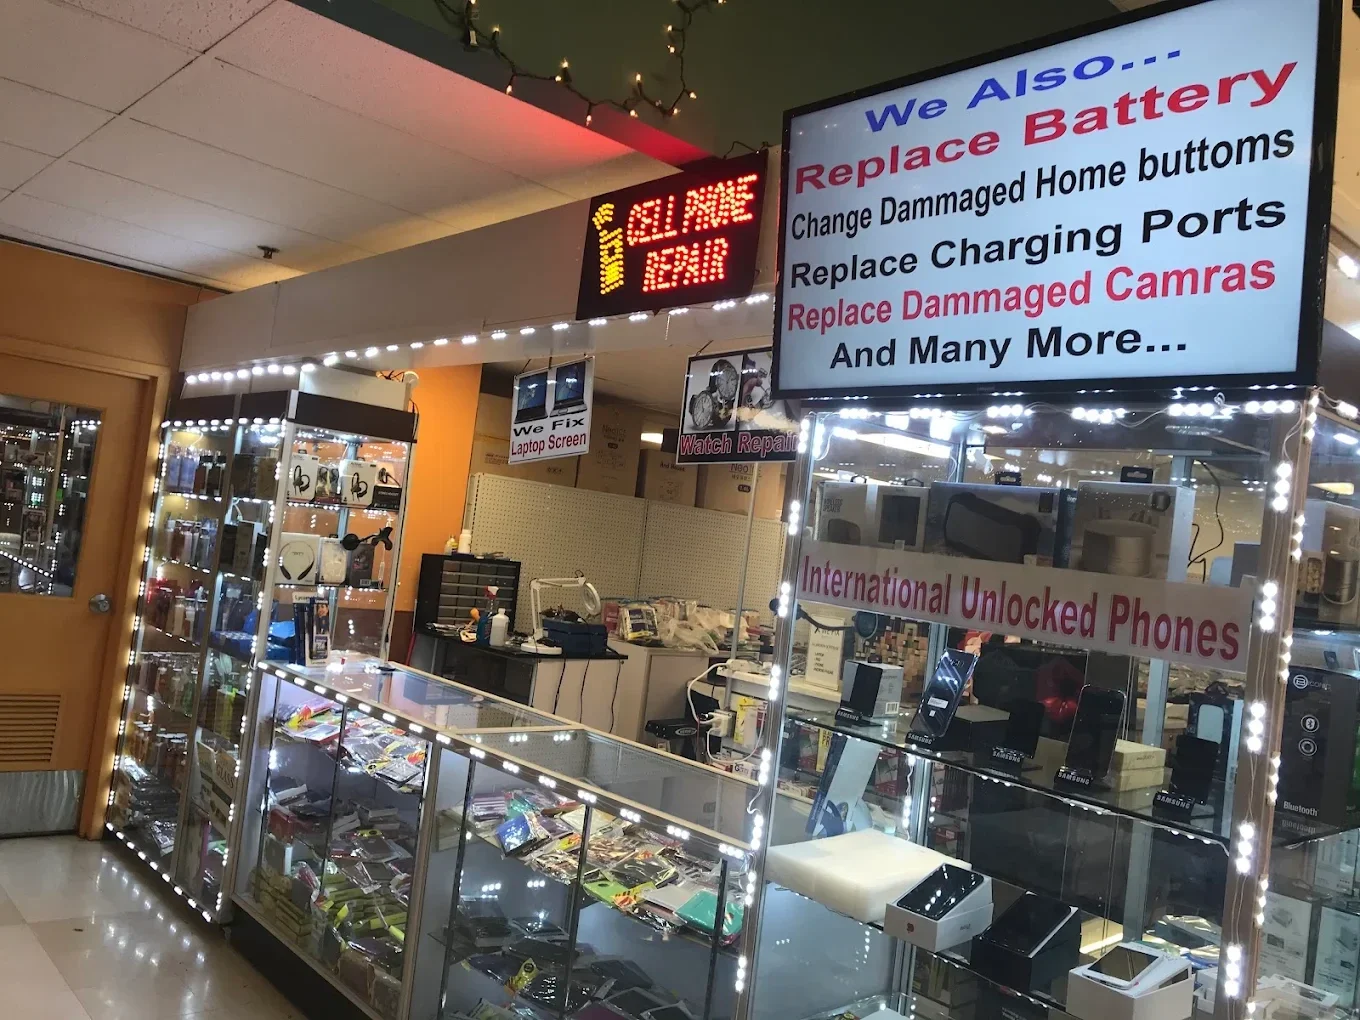 We Also...
Replace Battery
Change Dammaged Home buttoms
Replace Charging Ports
Replace Dammaged Camras
And Many More...
CELL PHONE
REPAIR
We Fix
Laptop Screen
Watch Repair
International Unlocked Phones
SAMSUNG
SAMSUNG
SAMSUNG
SAMSUNG
SAMSUNG
Bluetooth